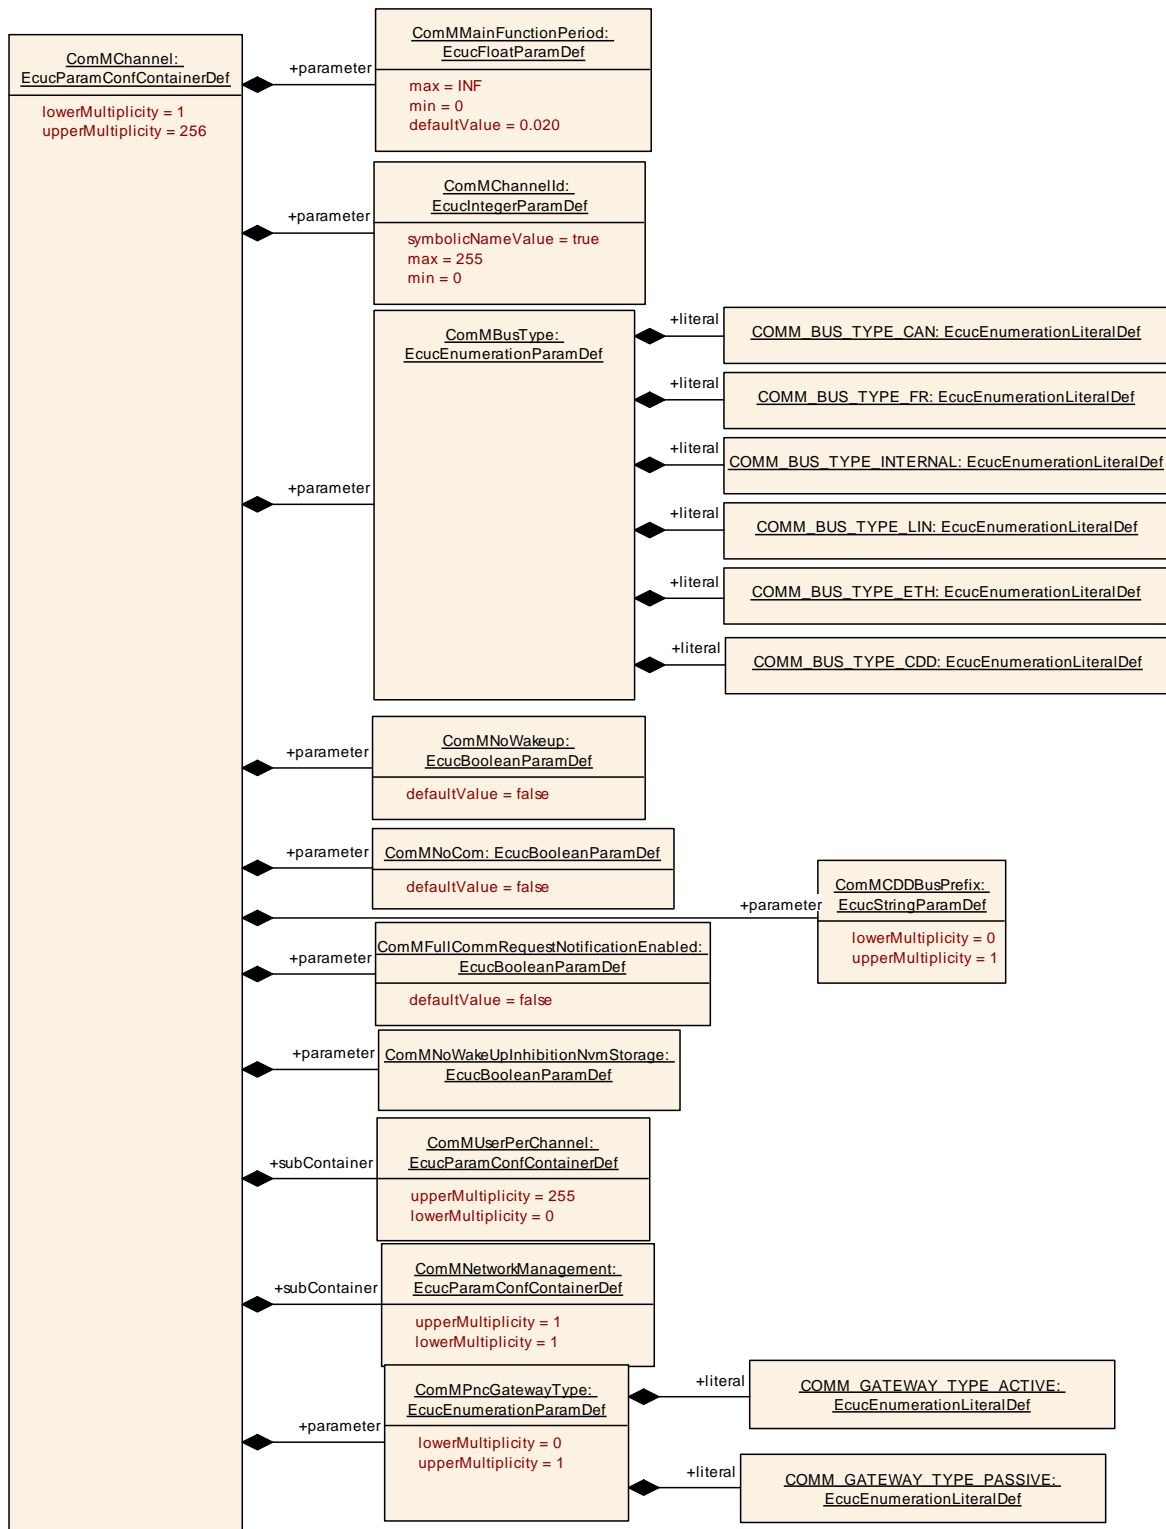 ComMChannel:
EcucParamConfContainerDef
lowerMultiplicity = 1
upperMultiplicity = 256
+parameter
ComMMainFunctionPeriod:
EcucFloatParamDef
max = INF
min = 0
defaultValue = 0.020
+parameter
ComMChannelId:
EcucIntegerParamDef
symbolicNameValue = true
max = 255
min = 0
+parameter
ComMBusType:
EcucEnumerationParamDef
+literal
COMM_BUS_TYPE_CAN: EcucEnumerationLiteralDef
+literal
COMM_BUS_TYPE_FR: EcucEnumerationLiteralDef
+literal
COMM_BUS_TYPE_INTERNAL: EcucEnumerationLiteralDef
+literal
COMM_BUS_TYPE_LIN: EcucEnumerationLiteralDef
+literal
COMM_BUS_TYPE_ETH: EcucEnumerationLiteralDef
+literal
COMM_BUS_TYPE_CDD: EcucEnumerationLiteralDef
+parameter
ComMNoWakeup:
EcucBooleanParamDef
defaultValue = false
+parameter
ComMNoCom: EcucBooleanParamDef
defaultValue = false
+parameter
ComMCDDBusPrefix:
EcucStringParamDef
lowerMultiplicity = 0
upperMultiplicity = 1
+parameter
ComMFullCommRequestNotificationEnabled:
EcucBooleanParamDef
defaultValue = false
+parameter
ComMNoWakeUpInhibitionNvmStorage:
EcucBooleanParamDef
+subContainer
ComMUserPerChannel:
EcucParamConfContainerDef
upperMultiplicity = 255
lowerMultiplicity = 0
+subContainer
ComMNetworkManagement:
EcucParamConfContainerDef
upperMultiplicity = 1
lowerMultiplicity = 1
+parameter
ComMPncGatewayType:
EcucEnumerationParamDef
lowerMultiplicity = 0
upperMultiplicity = 1
+literal
COMM_GATEWAY_TYPE_ACTIVE:
EcucEnumerationLiteralDef
+literal
COMM_GATEWAY_TYPE_PASSIVE:
EcucEnumerationLiteralDef